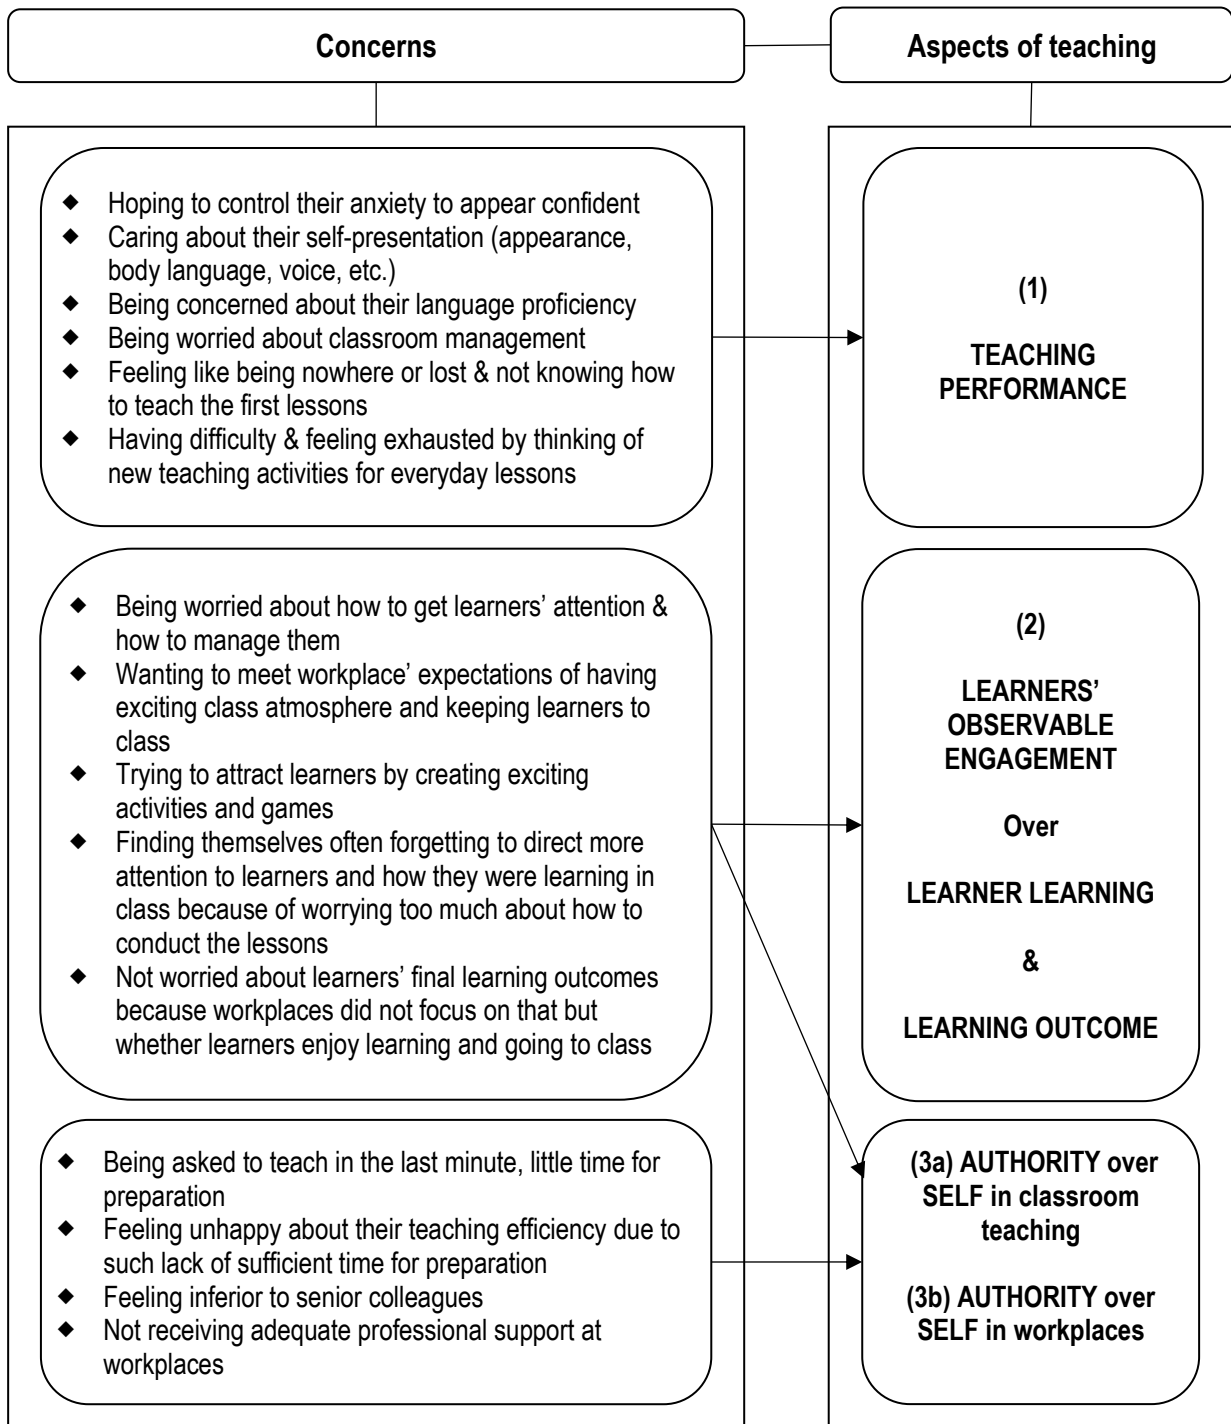 Concerns
Aspects of teaching
◆ Hoping to control their anxiety to appear confident
◆ Caring about their self-presentation (appearance,
body language, voice, etc.)
◆ Being concerned about their language proficiency
◆ Being worried about classroom management
◆ Feeling like being nowhere or lost & not knowing how
to teach the first lessons
◆ Having difficulty & feeling exhausted by thinking of
new teaching activities for everyday lessons
(1)
TEACHING
PERFORMANCE
◆ Being worried about how to get learners’ attention &
how to manage them
◆ Wanting to meet workplace’ expectations of having
exciting class atmosphere and keeping learners to
class
◆ Trying to attract learners by creating exciting
activities and games
◆ Finding themselves often forgetting to direct more
attention to learners and how they were learning in
class because of worrying too much about how to
conduct the lessons
◆ Not worried about learners’ final learning outcomes
because workplaces did not focus on that but
whether learners enjoy learning and going to class
(2)
LEARNERS’
OBSERVABLE
ENGAGEMENT
Over
LEARNER LEARNING
&
LEARNING OUTCOME
◆ Being asked to teach in the last minute, little time for
preparation
◆ Feeling unhappy about their teaching efficiency due to
such lack of sufficient time for preparation
◆ Feeling inferior to senior colleagues
◆ Not receiving adequate professional support at
workplaces
(3a) AUTHORITY over
SELF in classroom
teaching
(3b) AUTHORITY over
SELF in workplaces